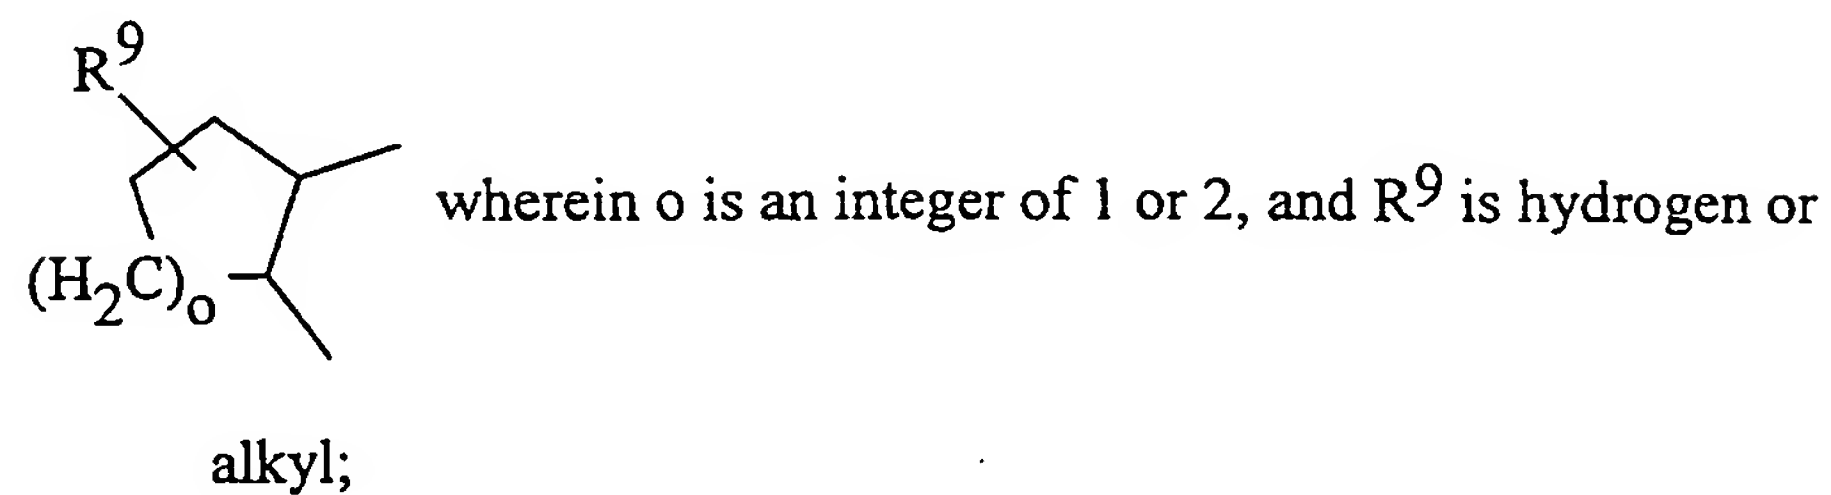 R⁹
wherein o is an integer of 1 or 2, and R⁹ is hydrogen or
(H₂C)ₒ
alkyl;